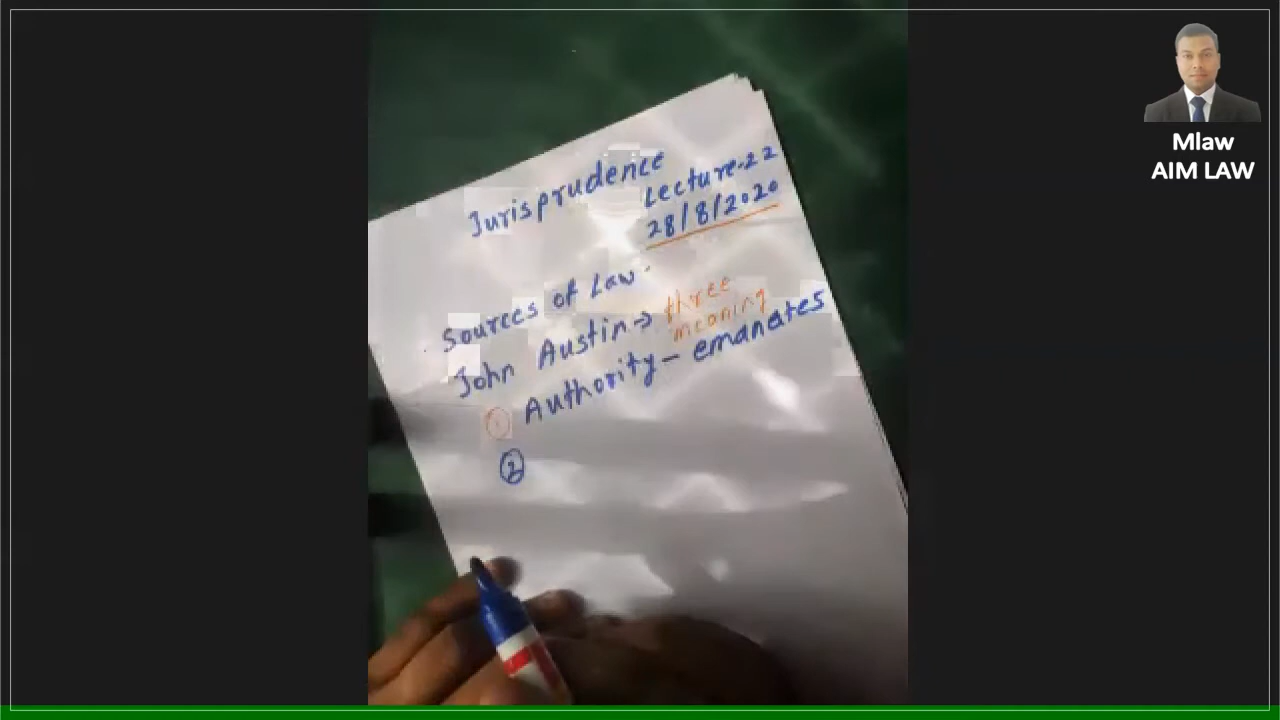 Jurisprudence
Lecture-22
28/8/2020
Sources of Law
John Austin → three meaning
① Authority - emanates
②
Mlaw
AIM LAW